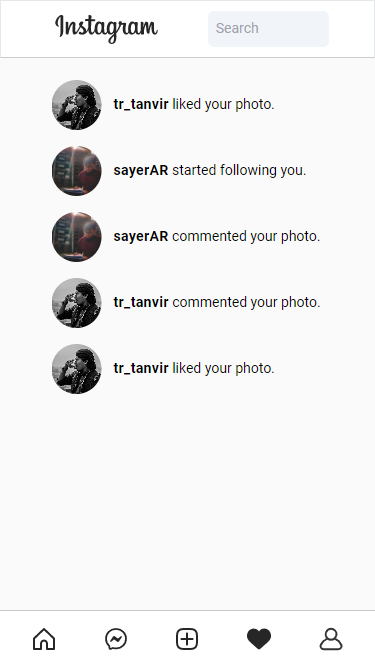 Instagram
Search
tr_tanvir liked your photo.
sayerAR started following you.
sayerAR commented your photo.
tr_tanvir commented your photo.
tr_tanvir liked your photo.